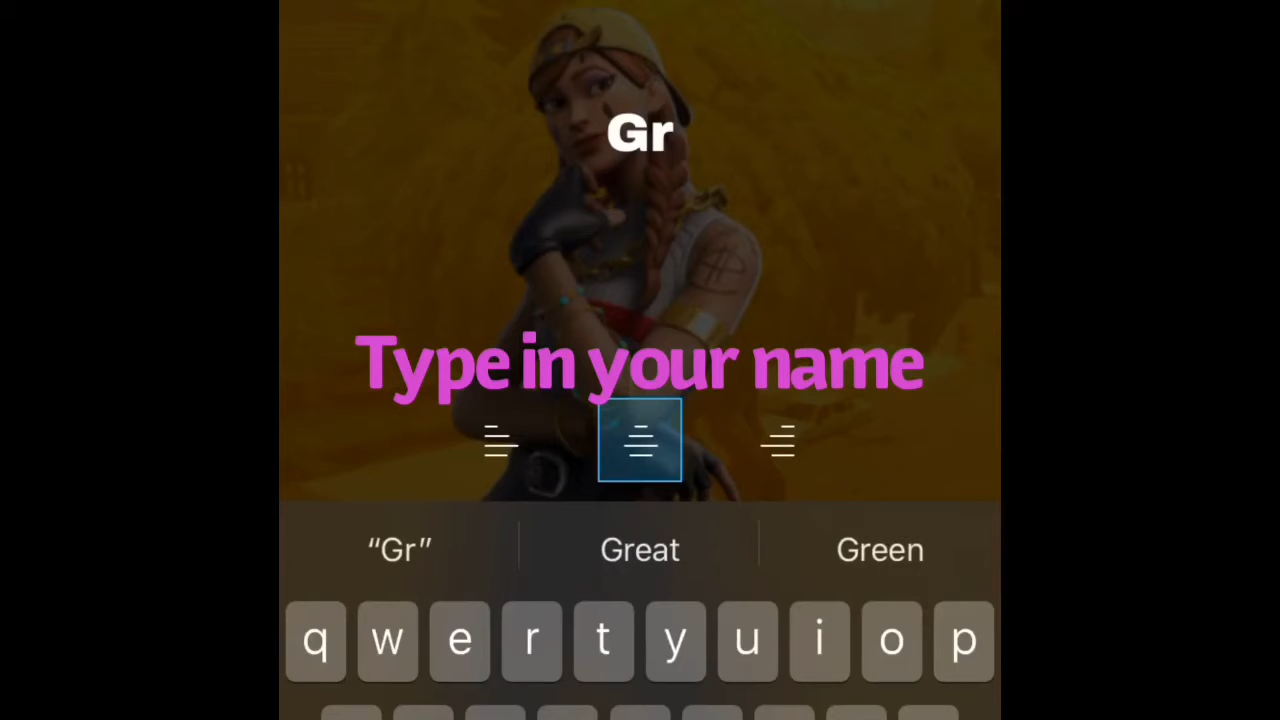 Gr
Type in your name
“Gr” Great Green
q w e r t y u i o p